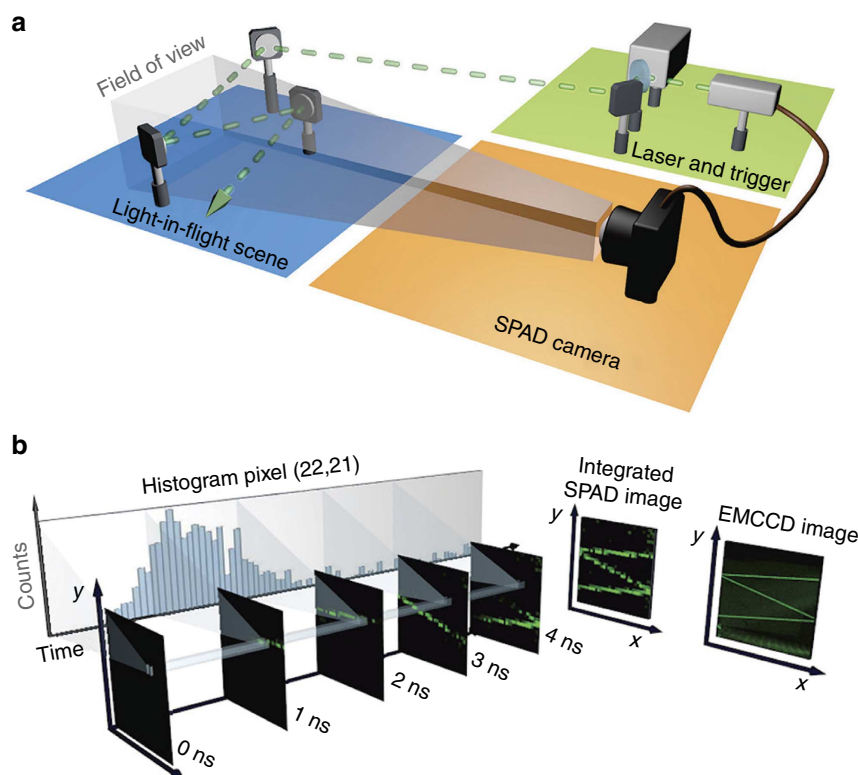 a
Field of view
Laser and trigger
Light-in-flight scene
SPAD camera
b
Histogram pixel (22,21)
Counts
Time
y
0 ns
1 ns
2 ns
3 ns
4 ns
Integrated
SPAD image
y
x
EMCCD image
y
x